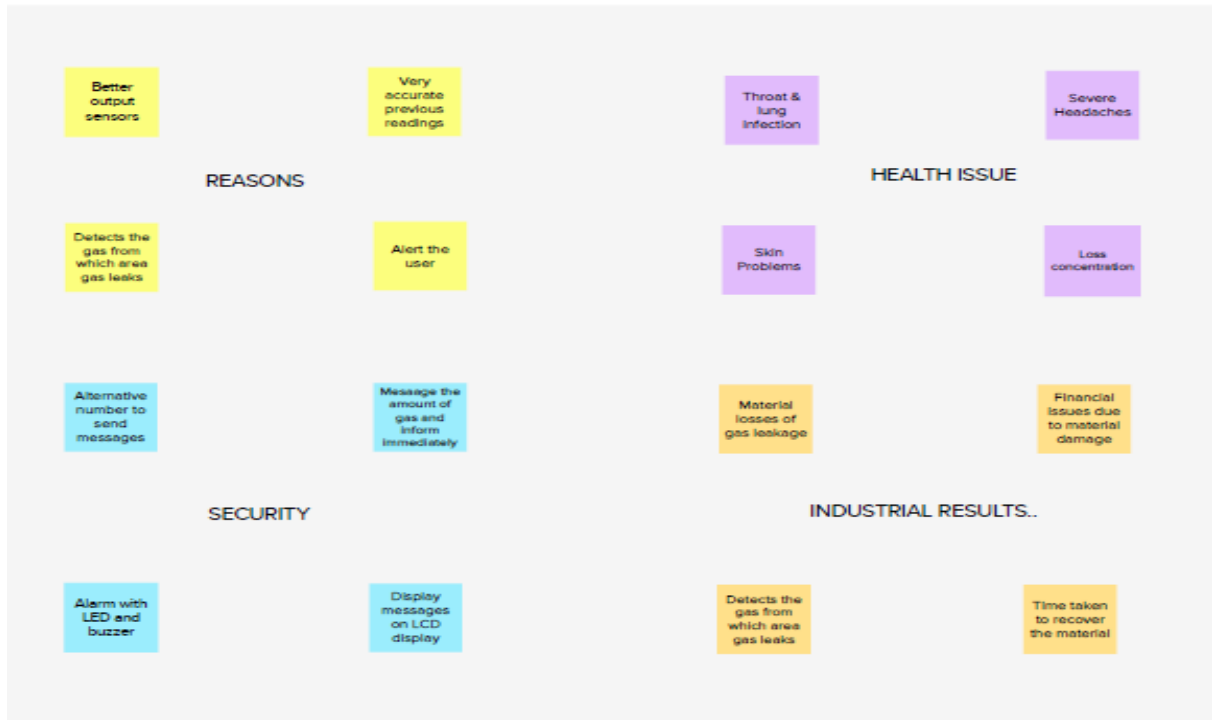 Better
output
sensors
Very
accurate
previous
readings
REASONS
Detects the
gas from
which area
gas leaks
Alert the
user
Throat &
lung
Infection
Severe
Headaches
HEALTH ISSUE
Skin
Problems
Loss
concentration
Alternative
number to
send
messages
Message the
amount of
gas and
inform
immediately
SECURITY
Alarm with
LED and
buzzer
Display
messages
on LCD
display
Material
losses of
gas leakage
Financial
issues due
to material
damage
INDUSTRIAL RESULTS..
Detects the
gas from
which area
gas leaks
Time taken
to recover
the material